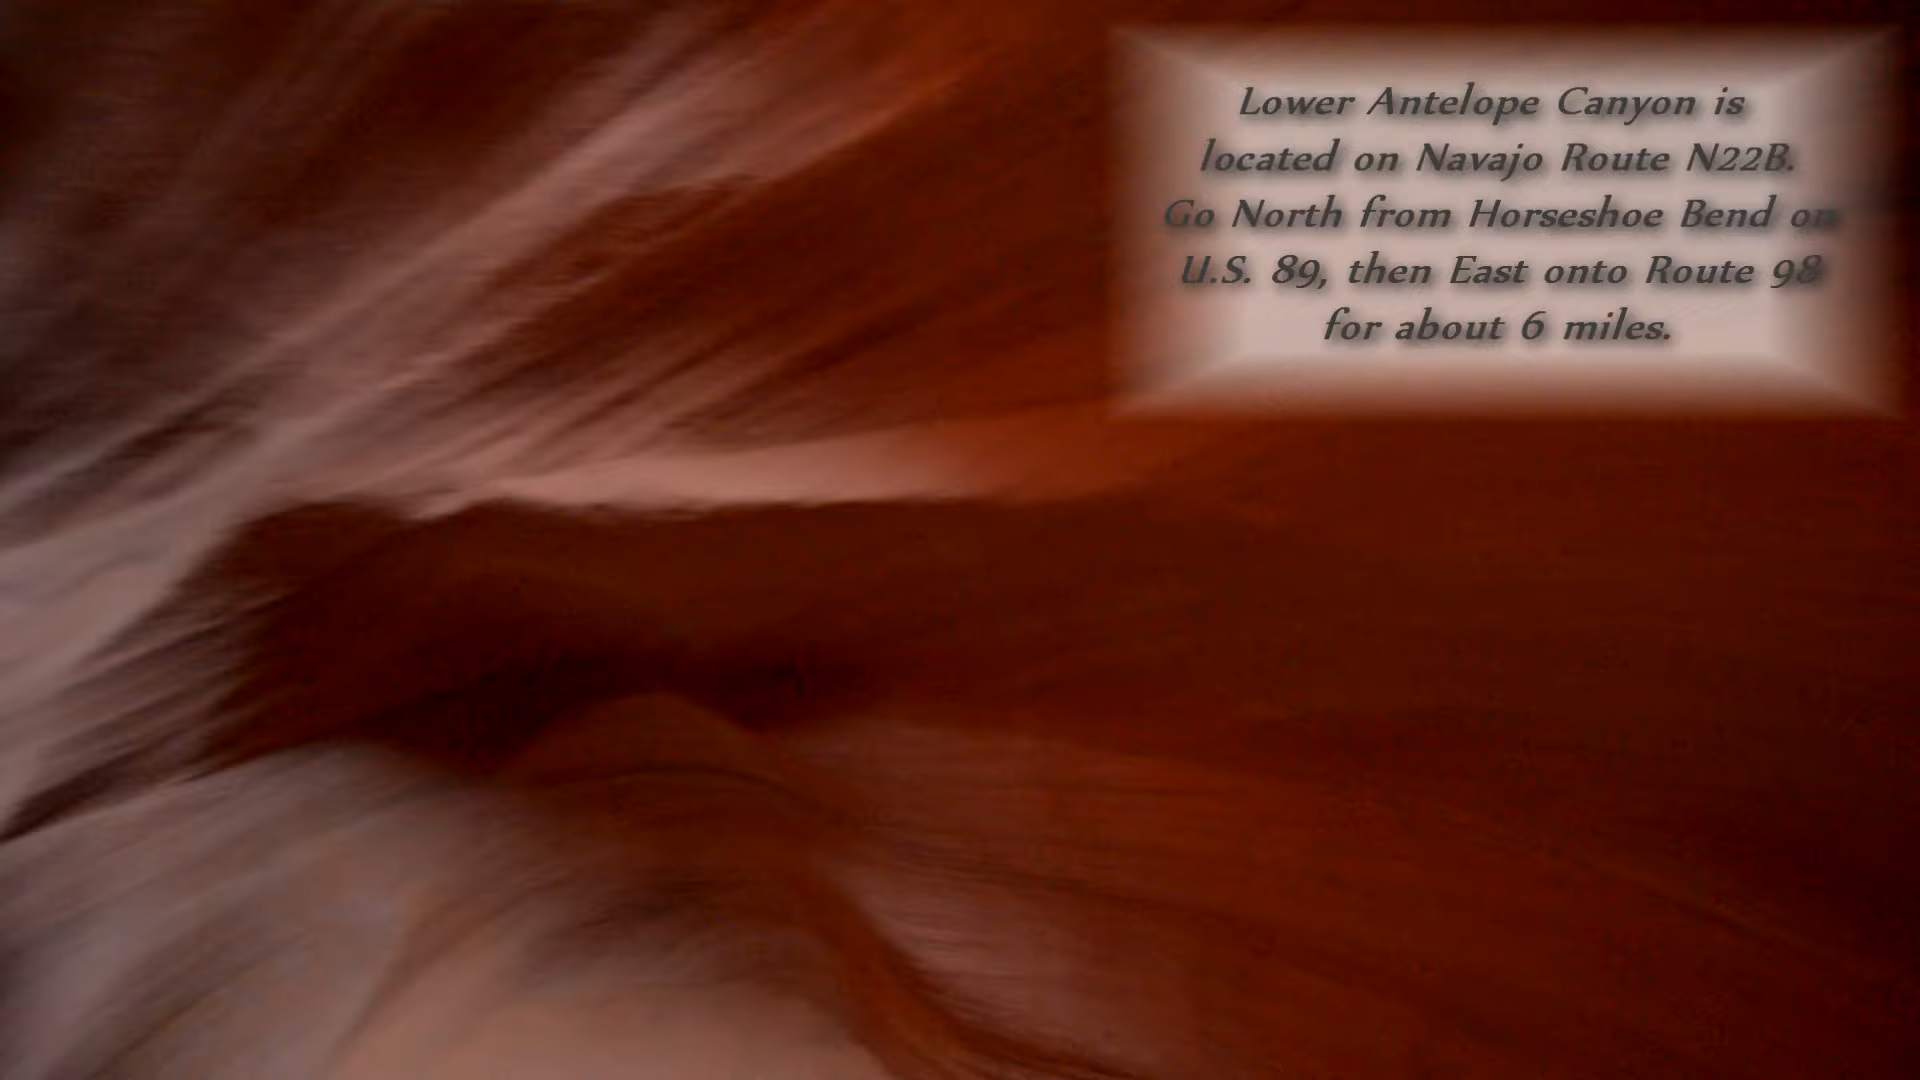 Lower Antelope Canyon is
located on Navajo Route N22B.
Go North from Horseshoe Bend on
U.S. 89, then East onto Route 98
for about 6 miles.